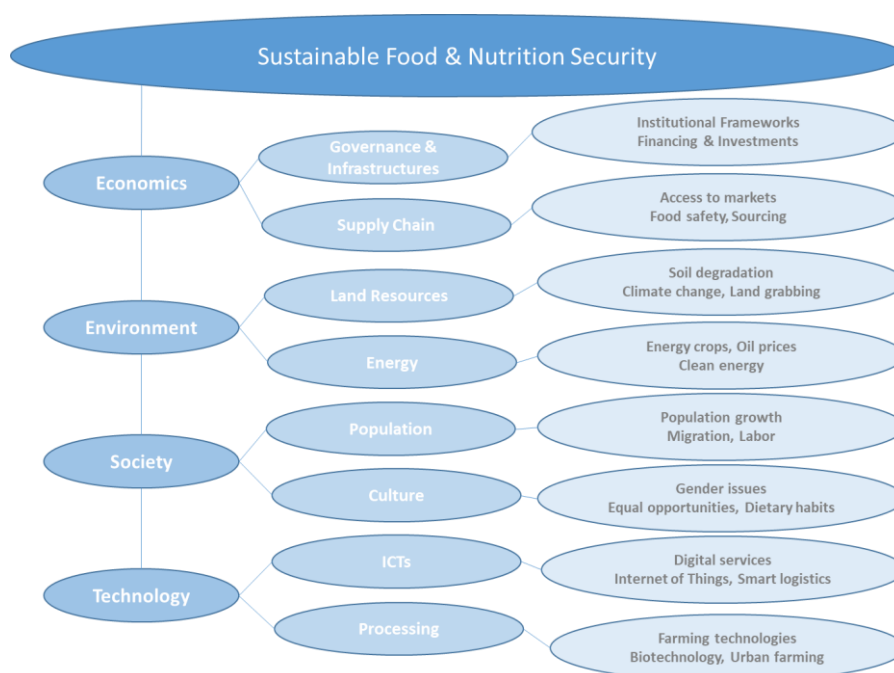 Sustainable Food & Nutrition Security
Economics
Governance &
Infrastructures
Institutional Frameworks
Financing & Investments
Supply Chain
Access to markets
Food safety, Sourcing
Environment
Land Resources
Soil degradation
Climate change, Land grabbing
Energy
Energy crops, Oil prices
Clean energy
Society
Population
Population growth
Migration, Labor
Culture
Gender issues
Equal opportunities, Dietary habits
Technology
ICTs
Digital services
Internet of Things, Smart logistics
Processing
Farming technologies
Biotechnology, Urban farming